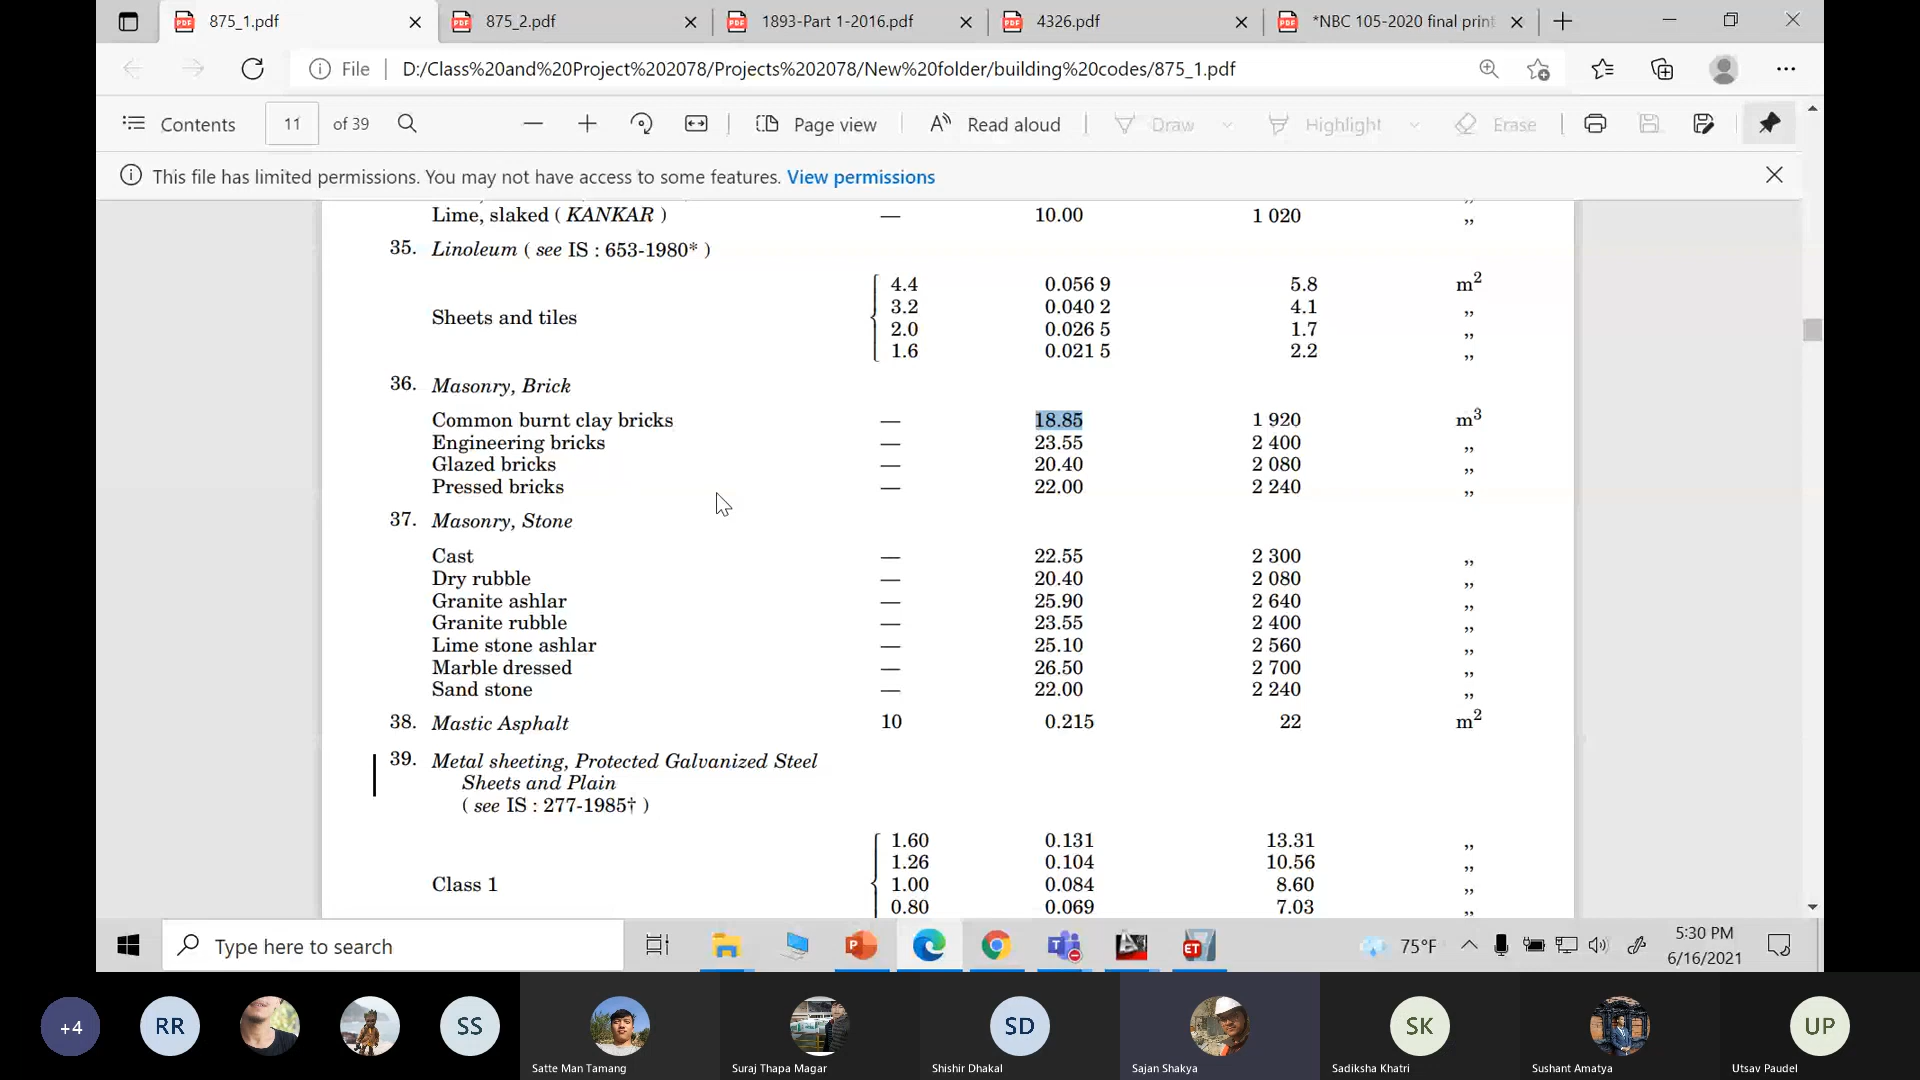 875_1.pdf 875_2.pdf 1893-Part 1-2016.pdf 4326.pdf *NBC 105-2020 final print
File D:/Class%20and%20Project%202078/Projects%202078/New%20folder/building%20codes/875_1.pdf
Contents 11 of 39 Page view Read aloud Draw Highlight Erase
This file has limited permissions. You may not have access to some features. View permissions
Lime, slaked ( KANKAR ) — 10.00 1 020 ,,
35. Linoleum ( see IS : 653-1980* )
4.4 0.056 9 5.8 m2
3.2 0.040 2 4.1 ,,
Sheets and tiles
2.0 0.026 5 1.7 ,,
1.6 0.021 5 2.2 ,,
36. Masonry, Brick
Common burnt clay bricks — 18.85 1 920 m3
Engineering bricks — 23.55 2 400 ,,
Glazed bricks — 20.40 2 080 ,,
Pressed bricks — 22.00 2 240 ,,
37. Masonry, Stone
Cast — 22.55 2 300 ,,
Dry rubble — 20.40 2 080 ,,
Granite ashlar — 25.90 2 640 ,,
Granite rubble — 23.55 2 400 ,,
Lime stone ashlar — 25.10 2 560 ,,
Marble dressed — 26.50 2 700 ,,
Sand stone — 22.00 2 240 ,,
38. Mastic Asphalt 10 0.215 22 m2
39. Metal sheeting, Protected Galvanized Steel
Sheets and Plain
( see IS : 277-1985† )
1.60 0.131 13.31 ,,
1.26 0.104 10.56 ,,
Class 1 1.00 0.084 8.60 ,,
0.80 0.069 7.03 ,,
Type here to search 75°F 5:30 PM
6/16/2021
+4 RR SS SD SK UP
Satte Man Tamang Suraj Thapa Magar Shishir Dhakal Sajan Shakya Sadiksha Khatri Sushant Amatya Utsav Paudel